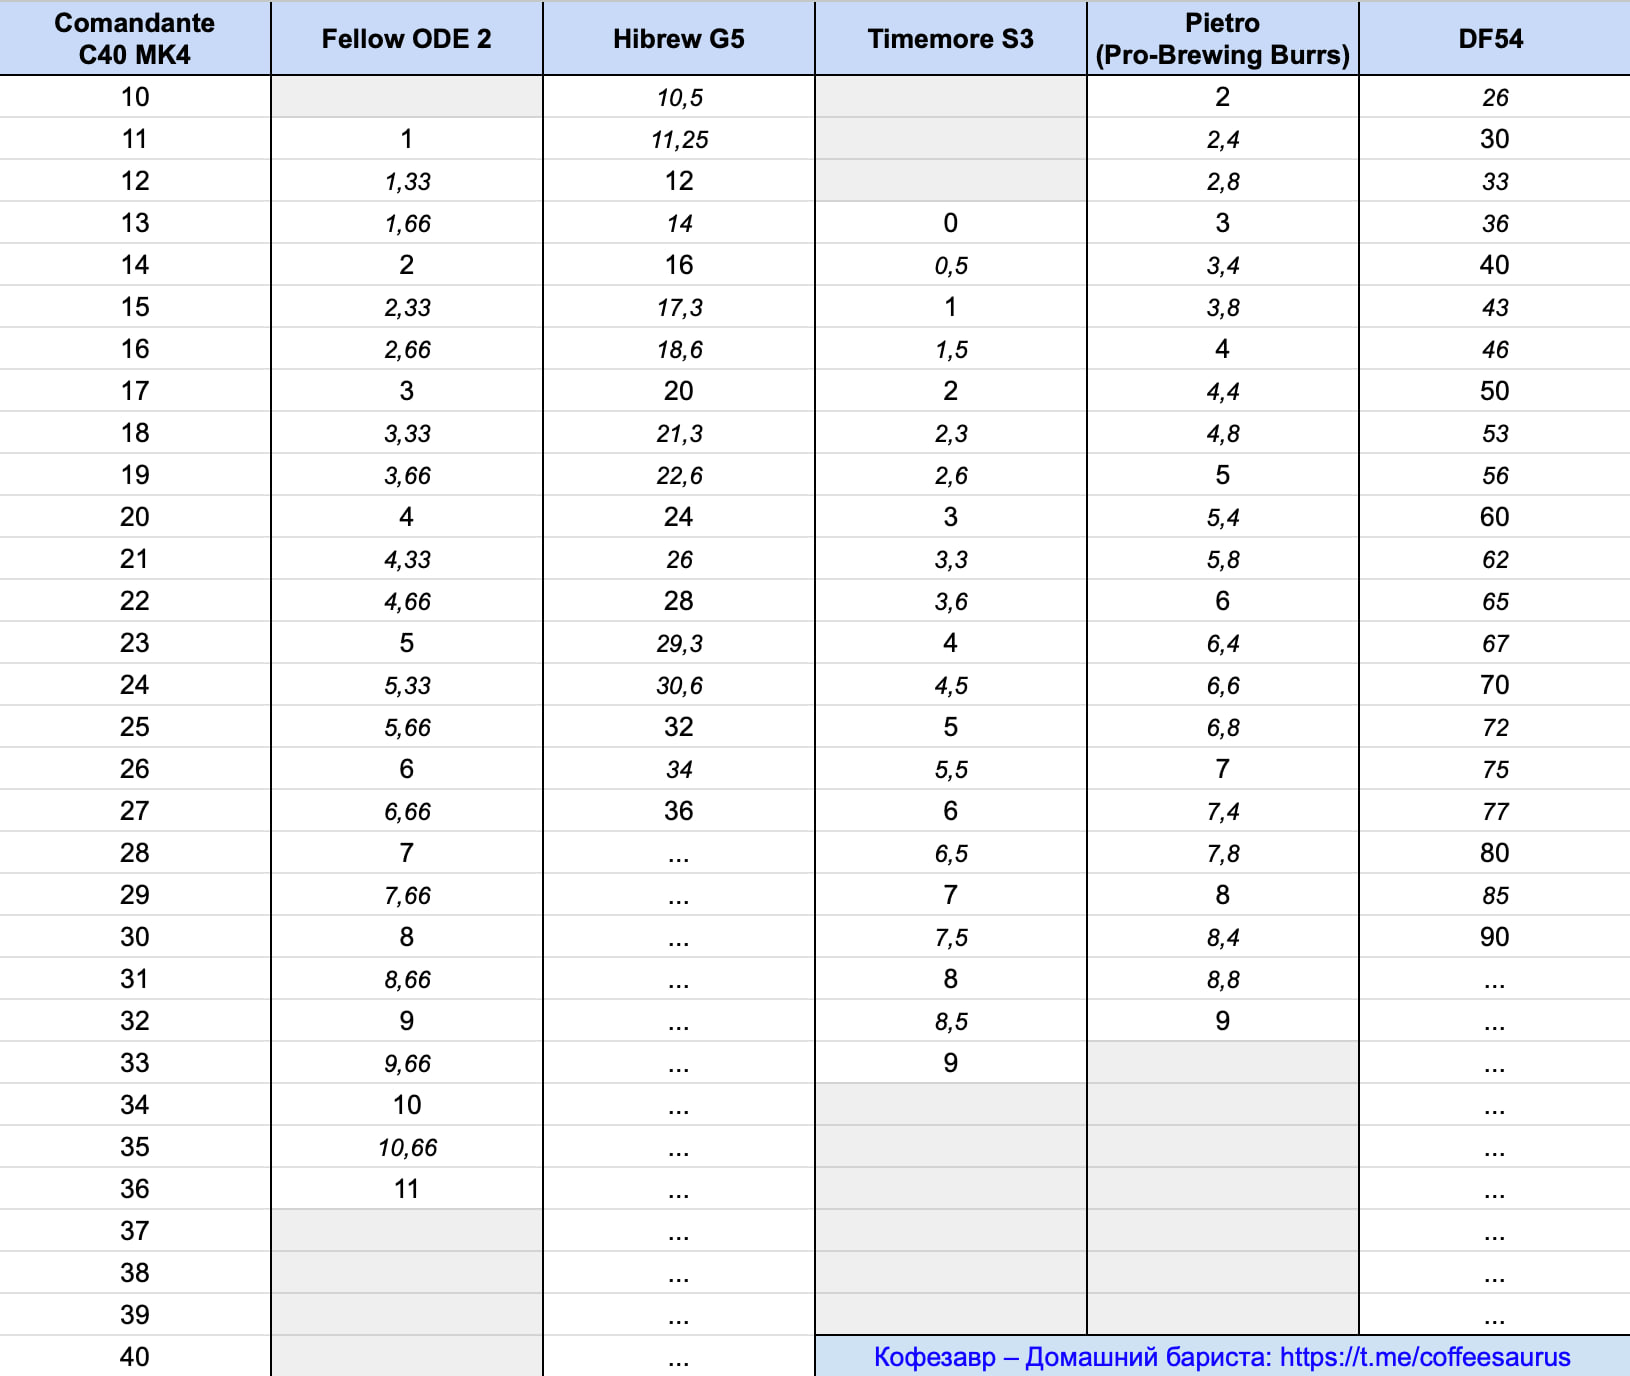 Comandante C40 MK4 Fellow ODE 2 Hibrew G5 Timemore S3 Pietro (Pro-Brewing Burrs) DF54
10 10,5 2 26
11 1 11,25 2,4 30
12 1,33 12 2,8 33
13 1,66 14 0 3 36
14 2 16 0,5 3,4 40
15 2,33 17,3 1 3,8 43
16 2,66 18,6 1,5 4 46
17 3 20 2 4,4 50
18 3,33 21,3 2,3 4,8 53
19 3,66 22,6 2,6 5 56
20 4 24 3 5,4 60
21 4,33 26 3,3 5,8 62
22 4,66 28 3,6 6 65
23 5 29,3 4 6,4 67
24 5,33 30,6 4,5 6,6 70
25 5,66 32 5 6,8 72
26 6 34 5,5 7 75
27 6,66 36 6 7,4 77
28 7 ... 6,5 7,8 80
29 7,66 ... 7 8 85
30 8 ... 7,5 8,4 90
31 8,66 ... 8 8,8 ...
32 9 ... 8,5 9 ...
33 9,66 ... 9 ...
34 10 ... ...
35 10,66 ... ...
36 11 ... ...
37 ... ...
38 ... ...
39 ... ...
40 ... Кофезавр – Домашний бариста: https://t.me/coffeesaurus